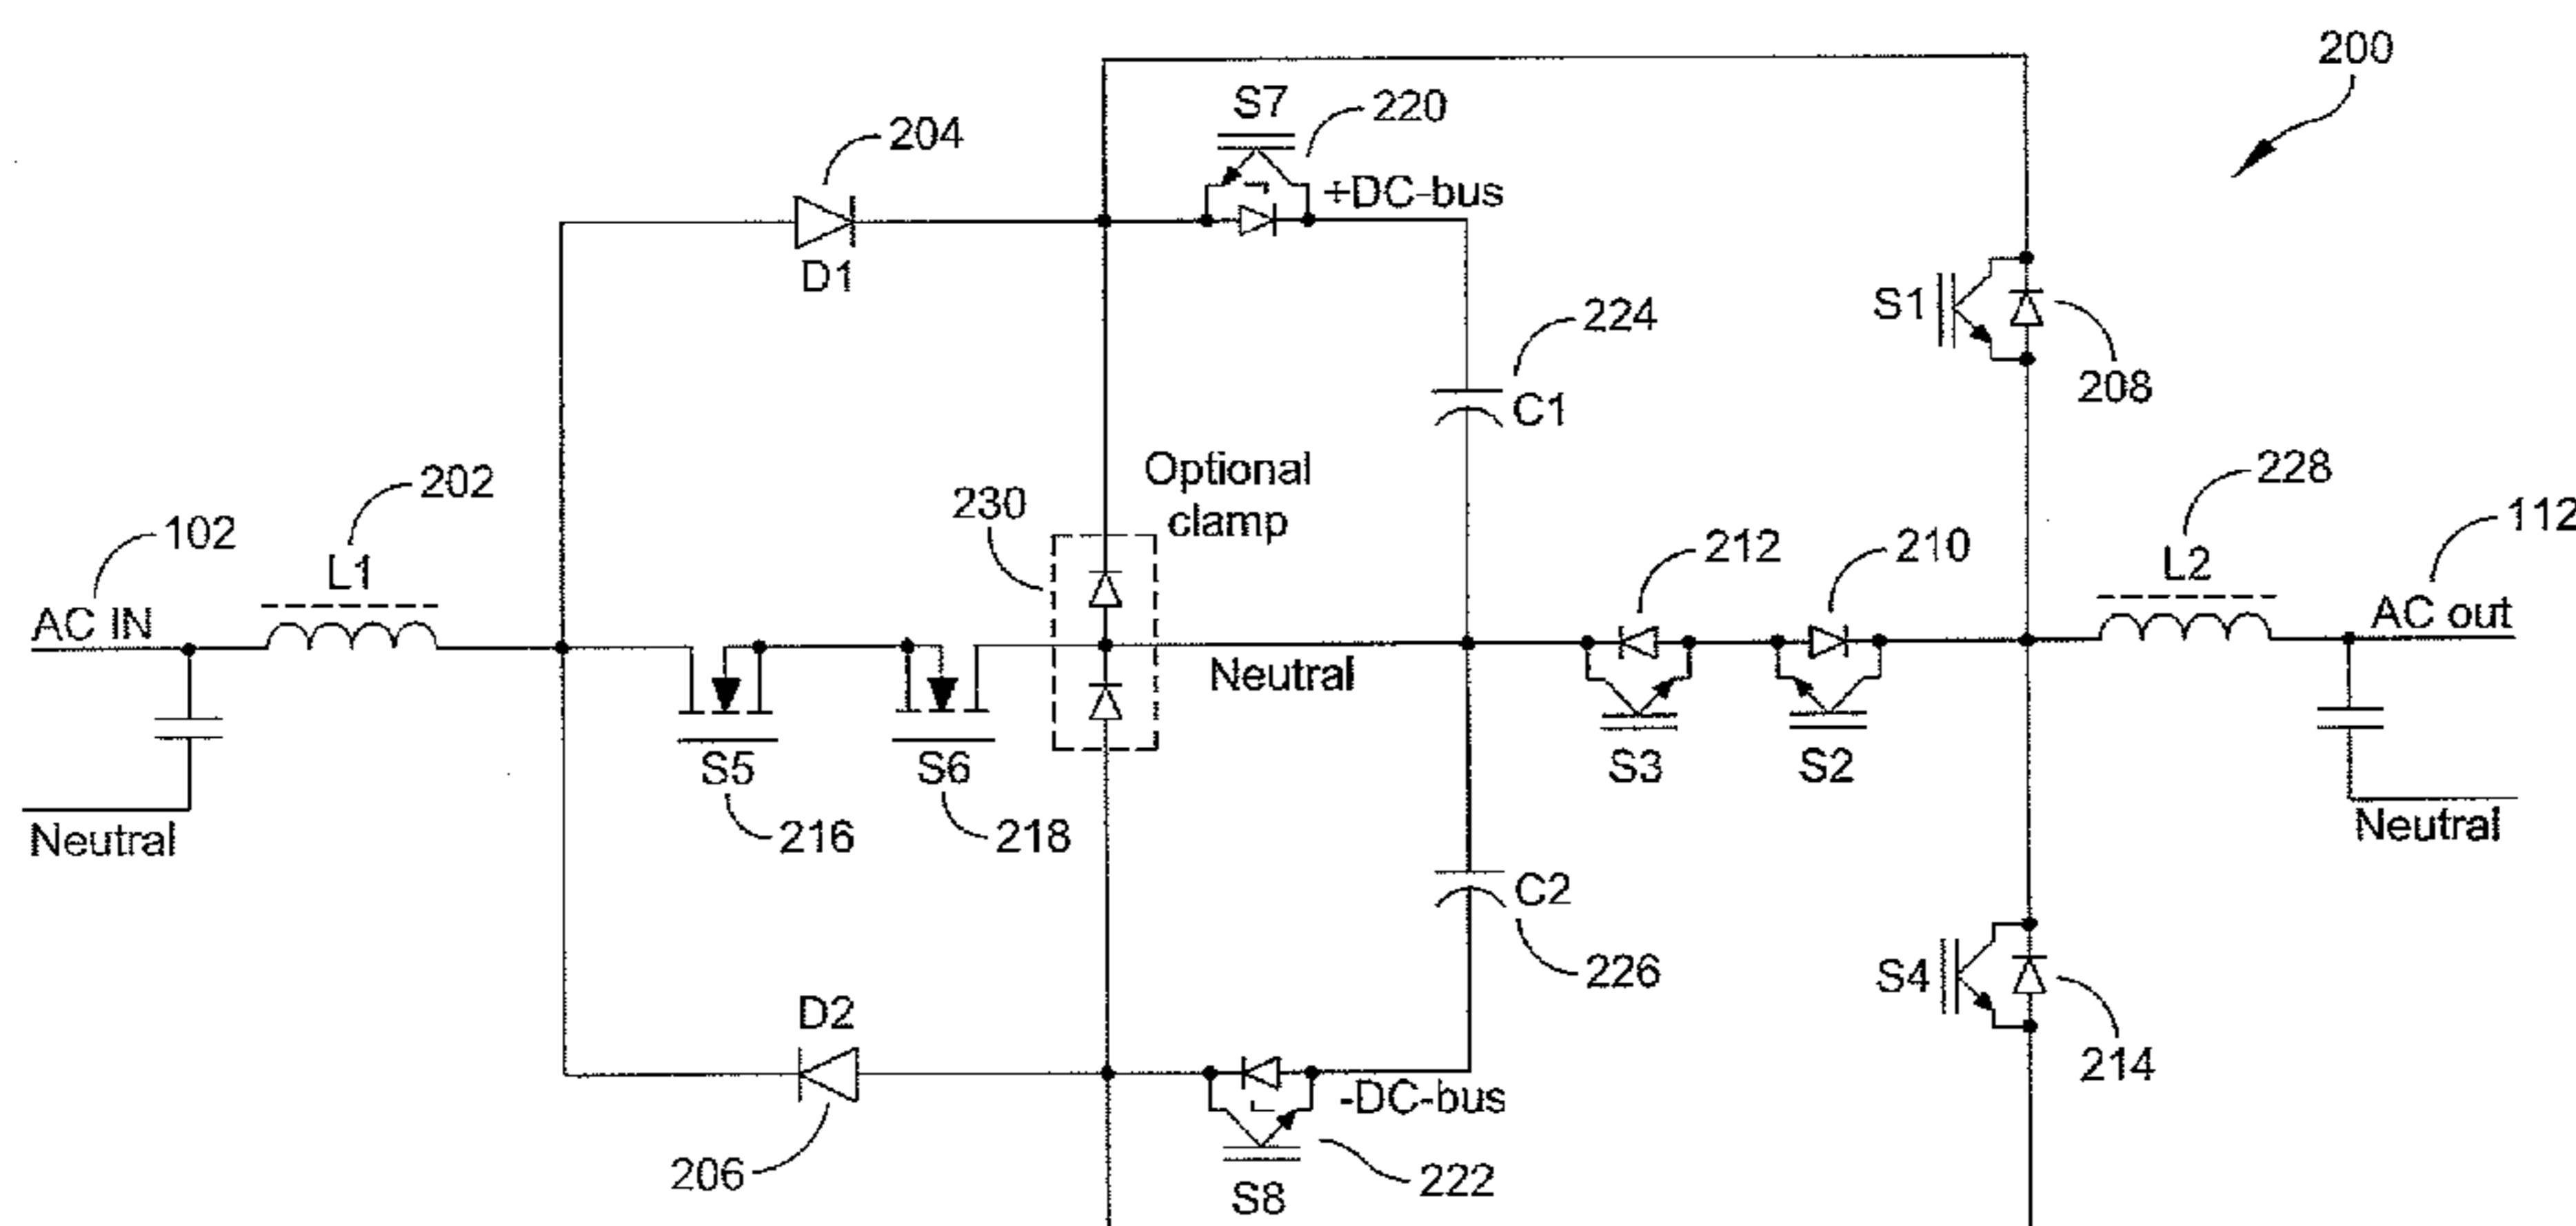 200
S7
220
204
+DC-bus
D1
S1
224
208
C1
Optional
clamp
202
230
228
102
212
210
112
L1
L2
AC IN
AC out
Neutral
S5
S6
S3
S2
216
218
Neutral
Neutral
C2
226
S4
D2
214
-DC-bus
206
222
S8